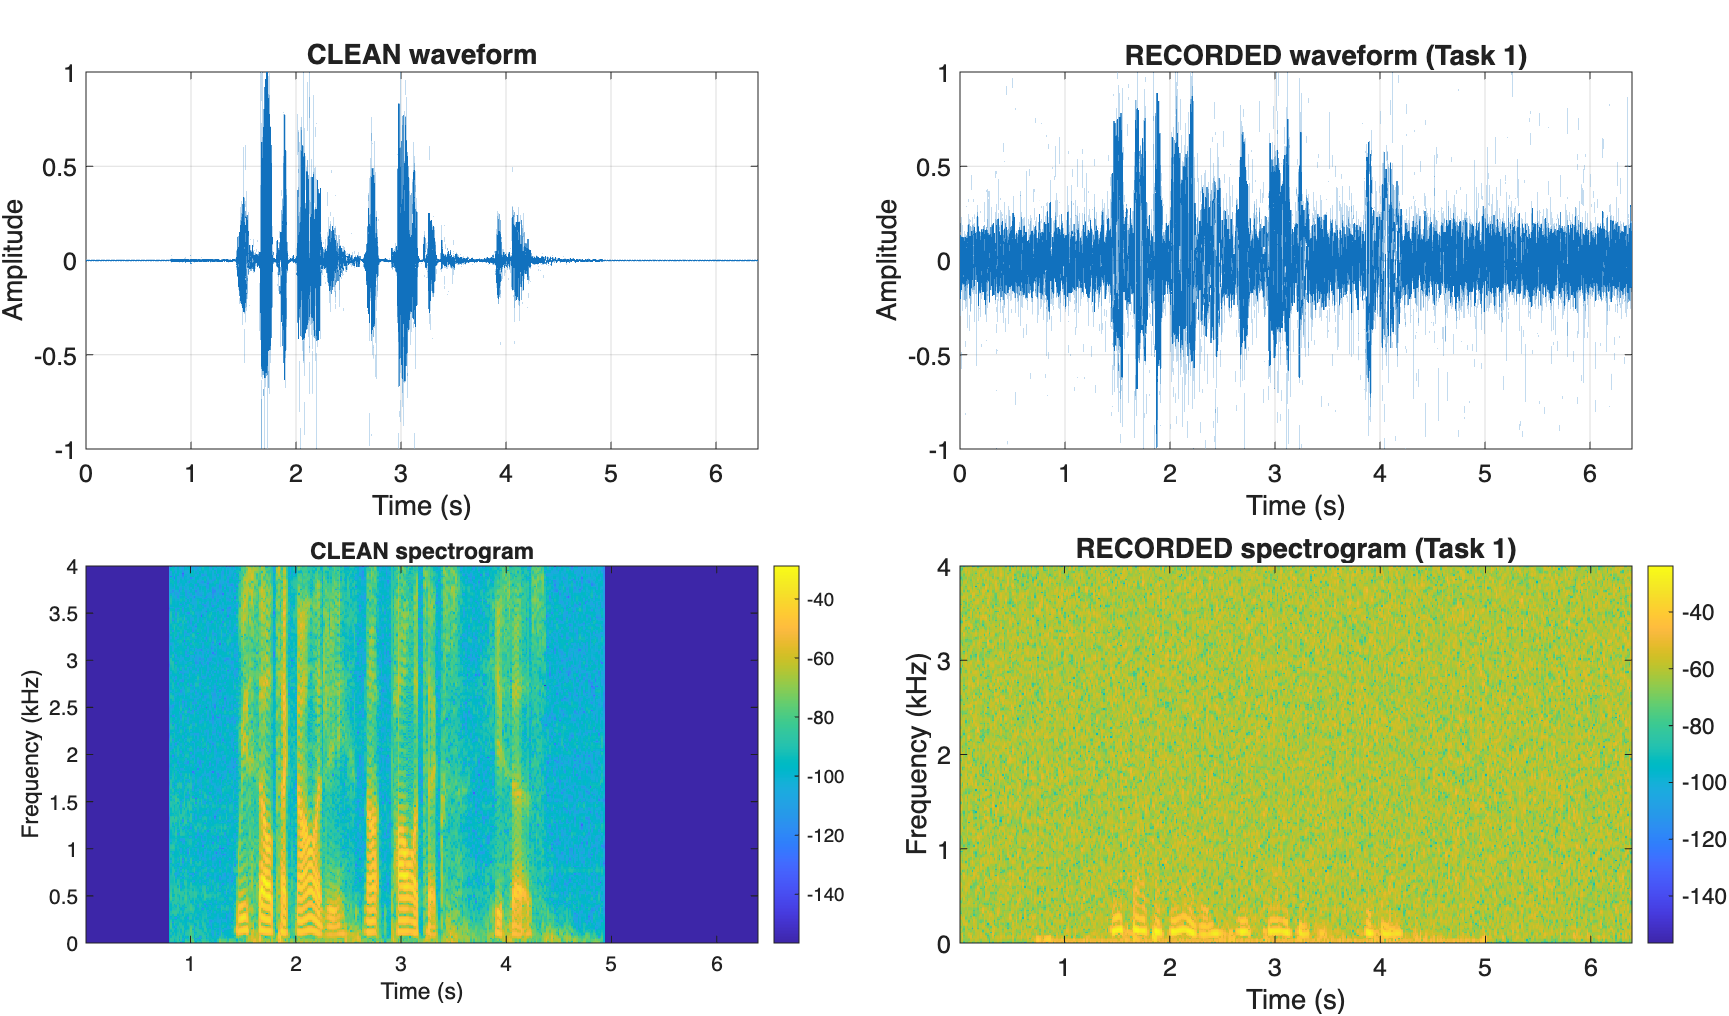 CLEAN waveform
1
0.5
0
-0.5
-1
Amplitude
0 1 2 3 4 5 6
Time (s)
RECORDED waveform (Task 1)
1
0.5
0
-0.5
-1
Amplitude
0 1 2 3 4 5 6
Time (s)
CLEAN spectrogram
4
3.5
3
2.5
2
1.5
1
0.5
0
Frequency (kHz)
1 2 3 4 5 6
Time (s)
-40
-60
-80
-100
-120
-140
RECORDED spectrogram (Task 1)
4
3
2
1
0
Frequency (kHz)
1 2 3 4 5 6
Time (s)
-40
-60
-80
-100
-120
-140